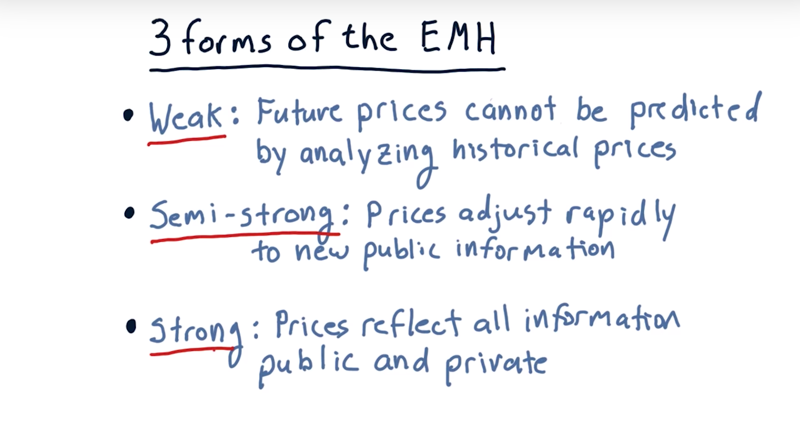 3 forms of the EMH
• Weak: Future prices cannot be predicted
by analyzing historical prices
• Semi-strong: Prices adjust rapidly
to new public information
• Strong: Prices reflect all information
public and private